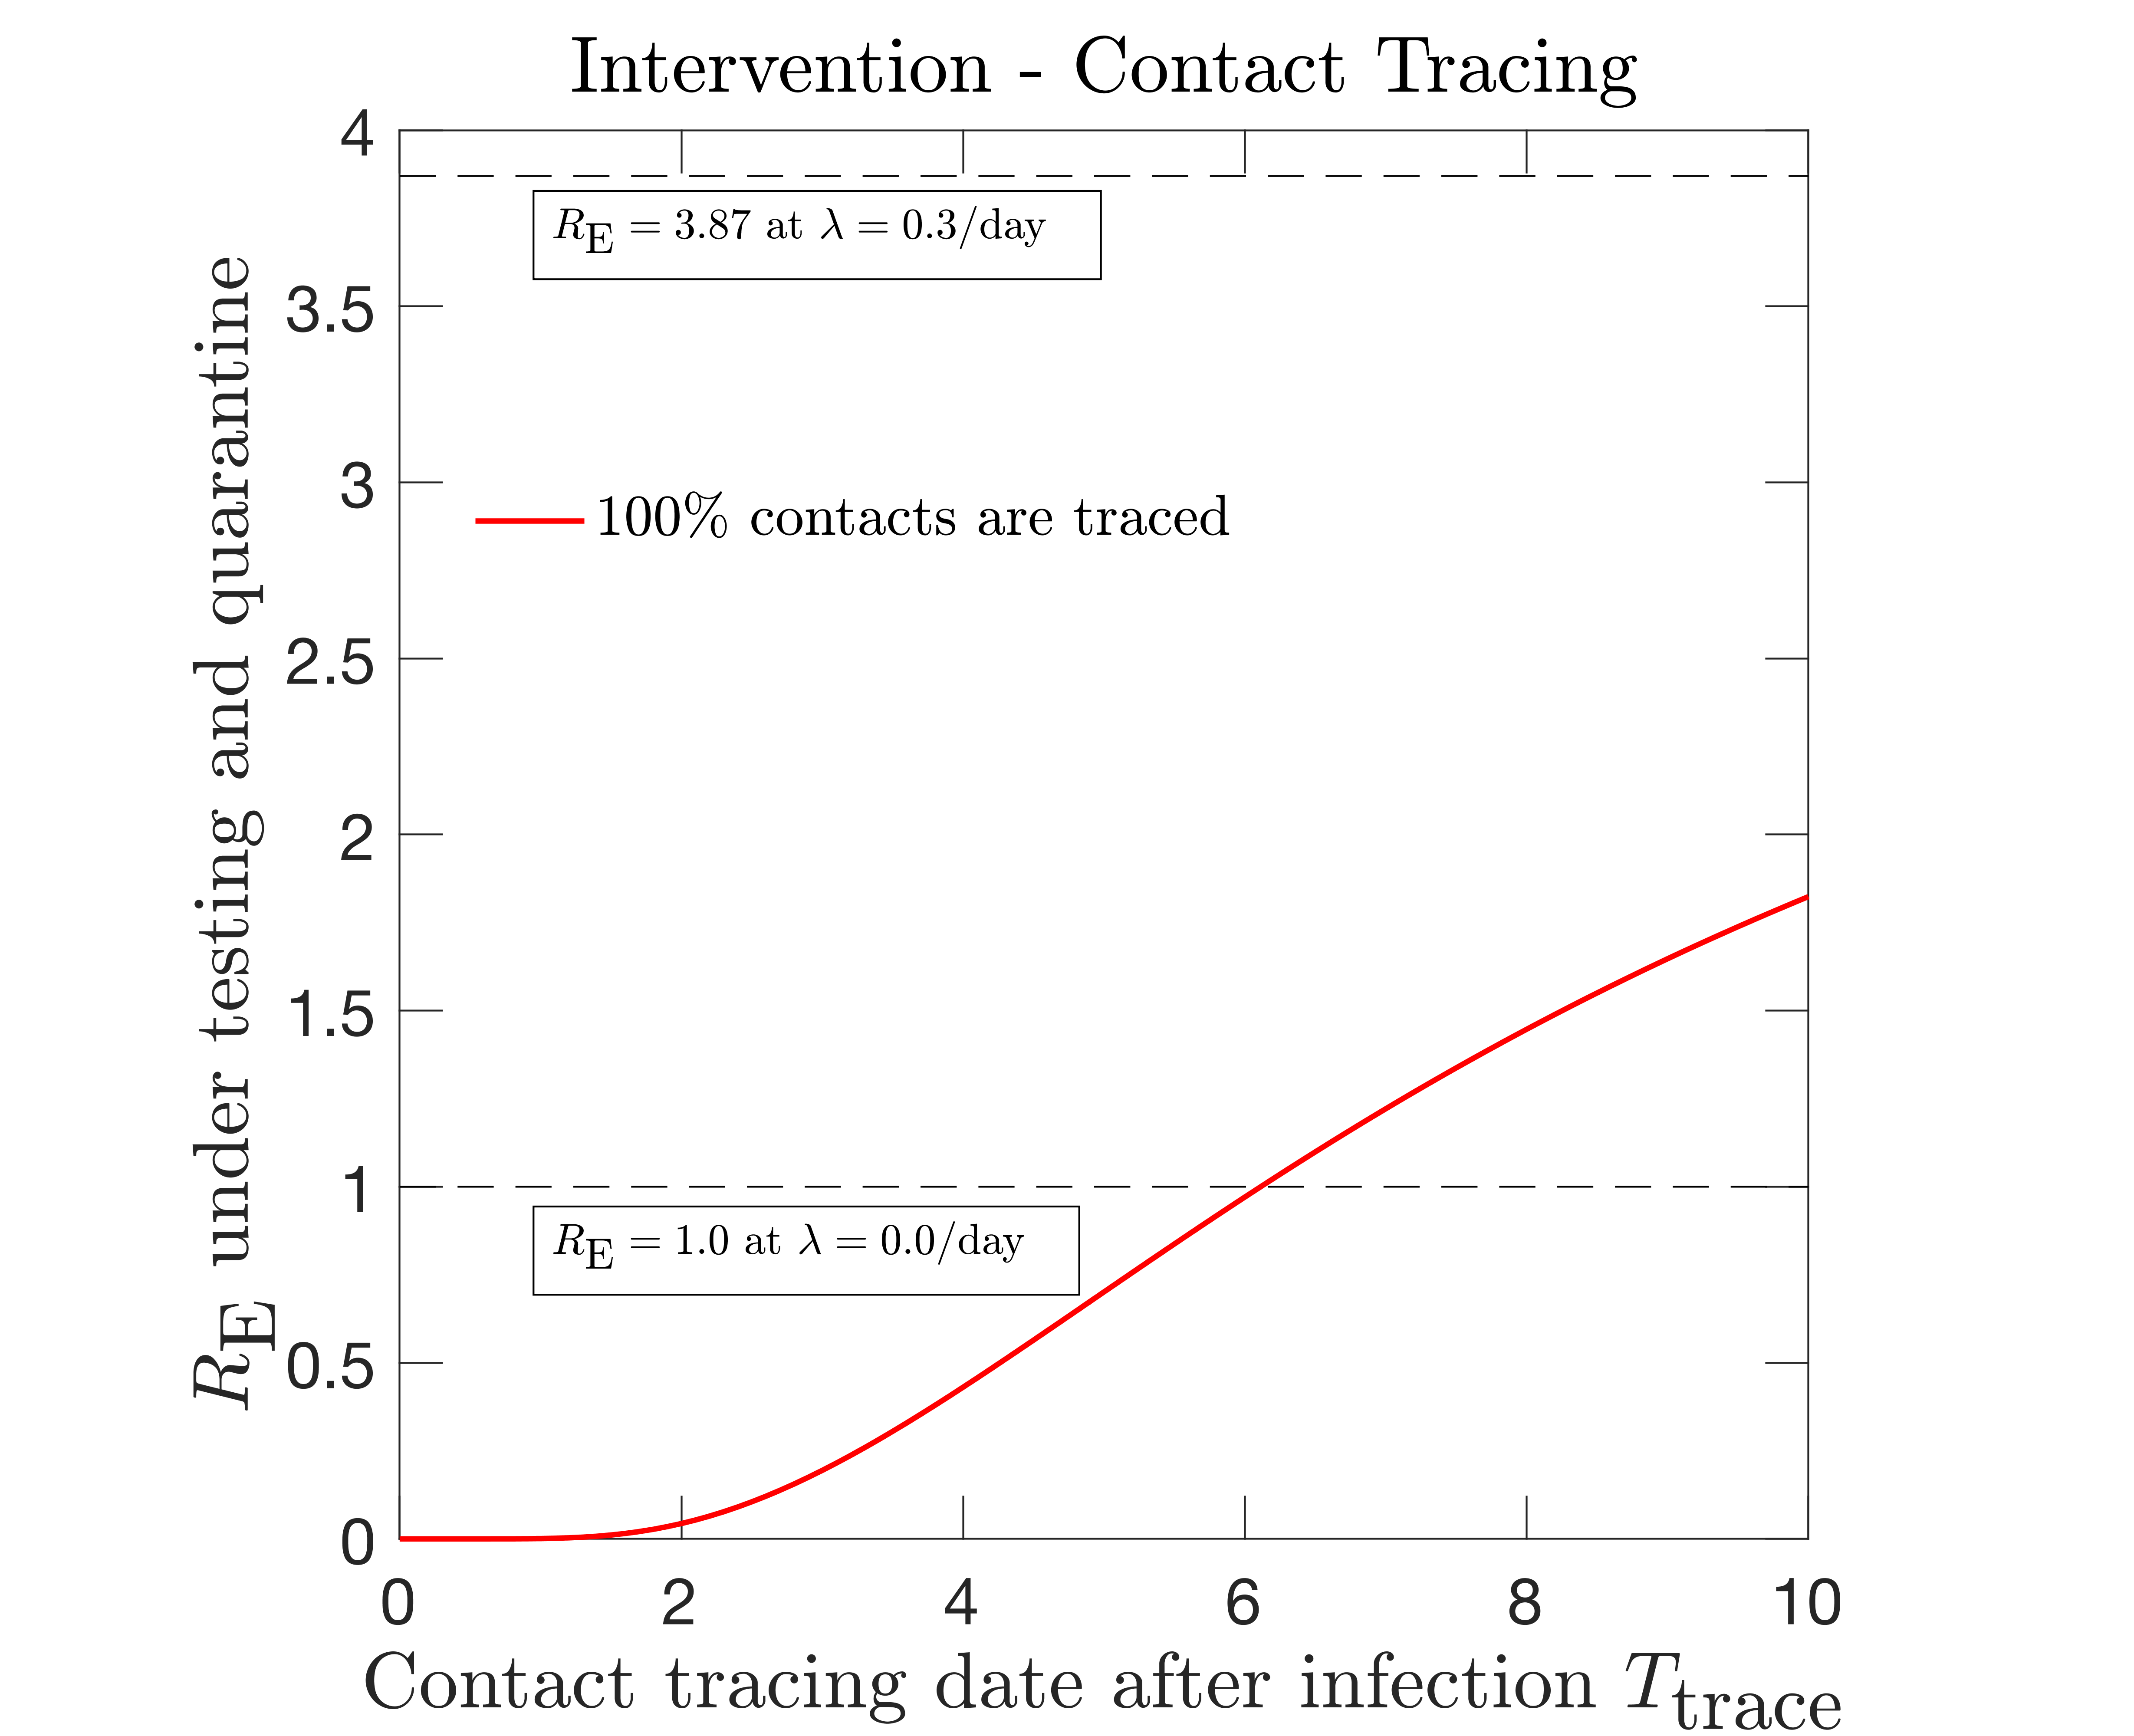 Intervention - Contact Tracing
4
R_E = 3.87 at λ = 0.3/day
3.5
3
100% contacts are traced
2.5
2
1.5
1
R_E = 1.0 at λ = 0.0/day
0.5
0
R_E under testing and quarantine
0 2 4 6 8 10
Contact tracing date after infection T_trace